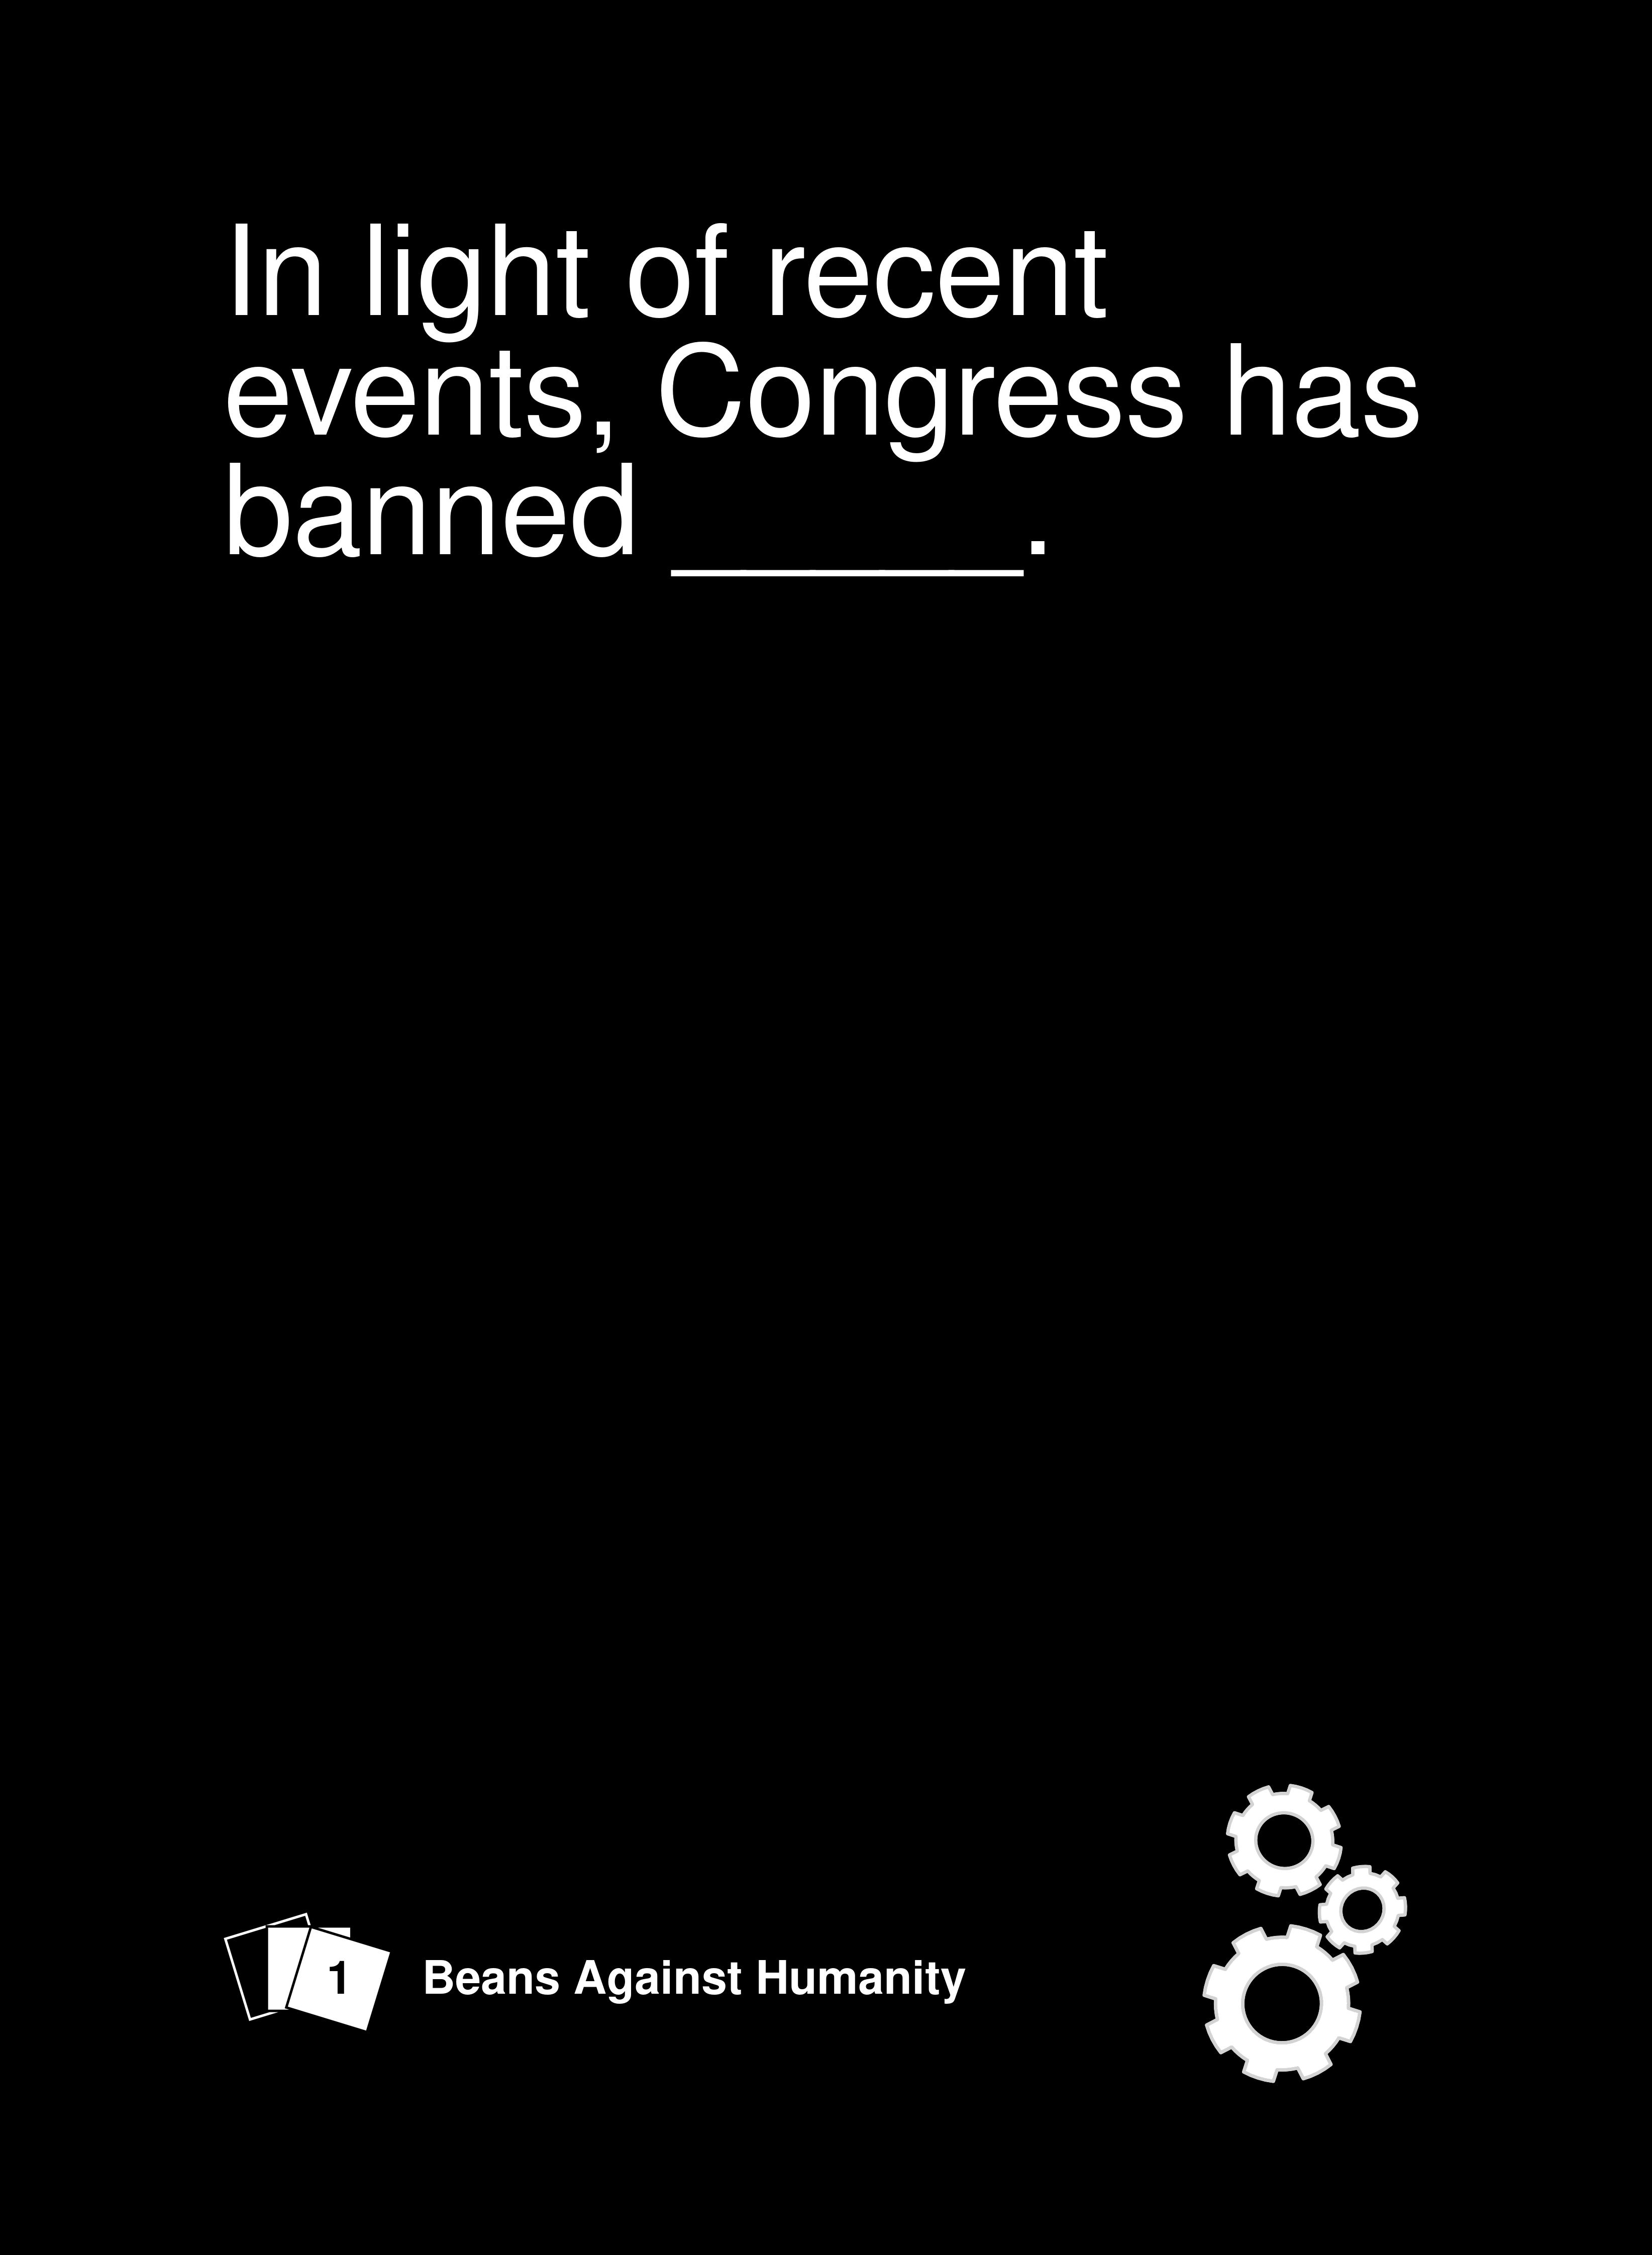 In light of recent
events, Congress has
banned ______.
1
Beans Against Humanity